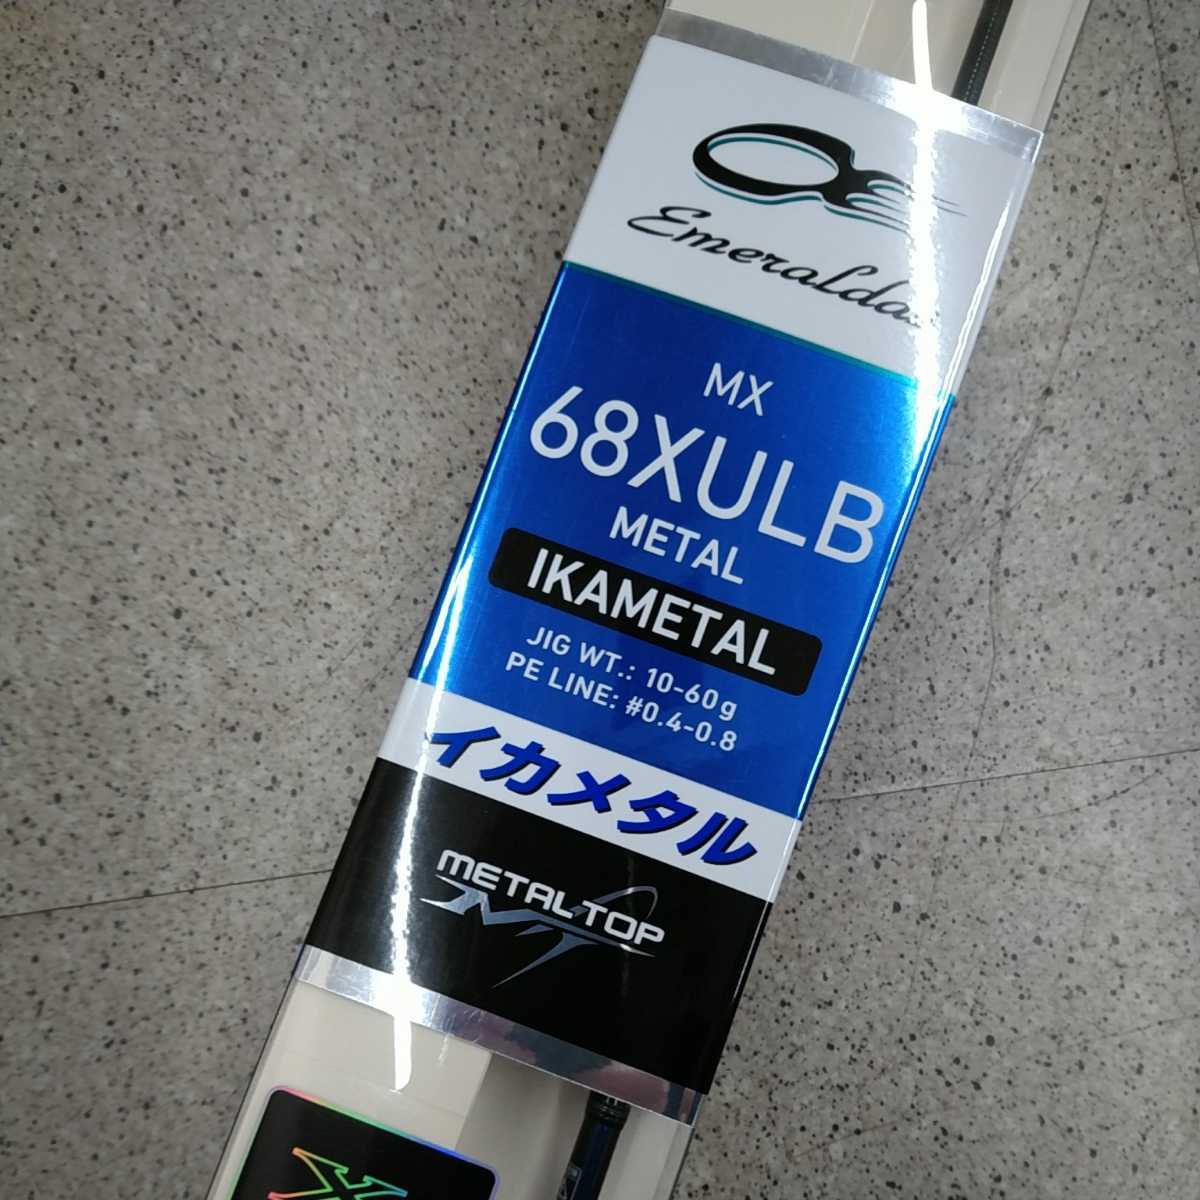 Emeraldas
MX
68XULB
METAL
IKAMETAL
JIG WT.: 10-60g
PE LINE: #0.4-0.8
イカメタル
METALTOP
X